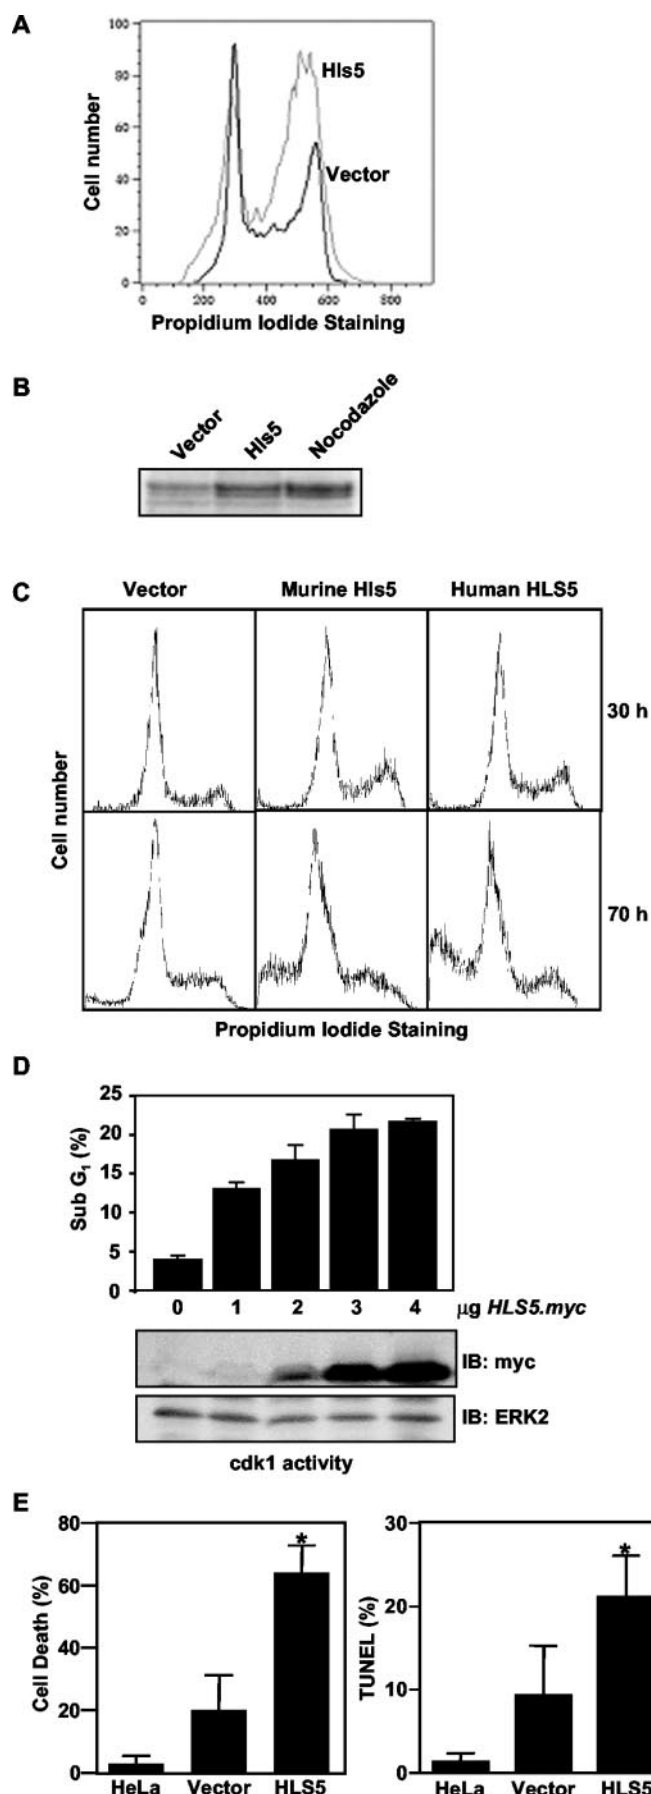 A
100
80
60
40
20
0
Cell number
Hls5
Vector
0 200 400 600 800
Propidium Iodide Staining
B
Vector
Hls5
Nocodazole
C
Vector Murine Hls5 Human HLS5
30 h
Cell number
70 h
Propidium Iodide Staining
D
25
20
15
10
5
0
Sub G1 (%)
0 1 2 3 4 μg HLS5.myc
IB: myc
IB: ERK2
cdk1 activity
E
80
60
40
20
0
Cell Death (%)
*
HeLa Vector HLS5
30
20
10
0
TUNEL (%)
*
HeLa Vector HLS5